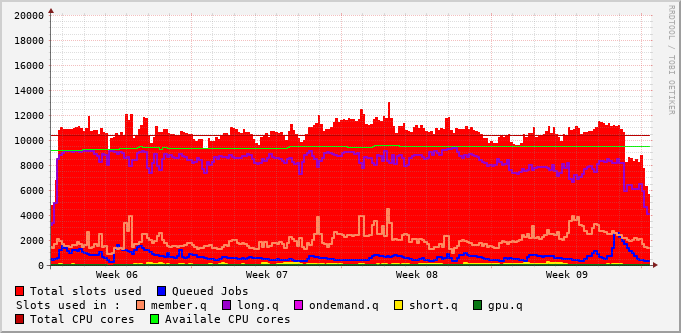 20000
18000
16000
14000
12000
10000
8000
6000
4000
2000
0
Week 06 Week 07 Week 08 Week 09
Total slots used Queued Jobs
Slots used in : member.q long.q ondemand.q short.q gpu.q
Total CPU cores Availale CPU cores
RRDTOOL / TOBI OETIKER